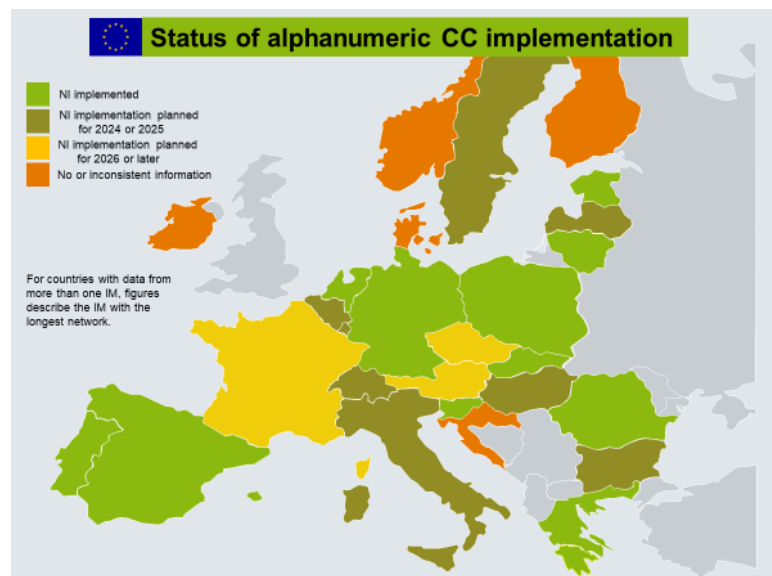 Status of alphanumeric CC implementation
NI implemented
NI implementation planned
for 2024 or 2025
NI implementation planned
for 2026 or later
No or inconsistent information
For countries with data from
more than one IM, figures
describe the IM with the
longest network.